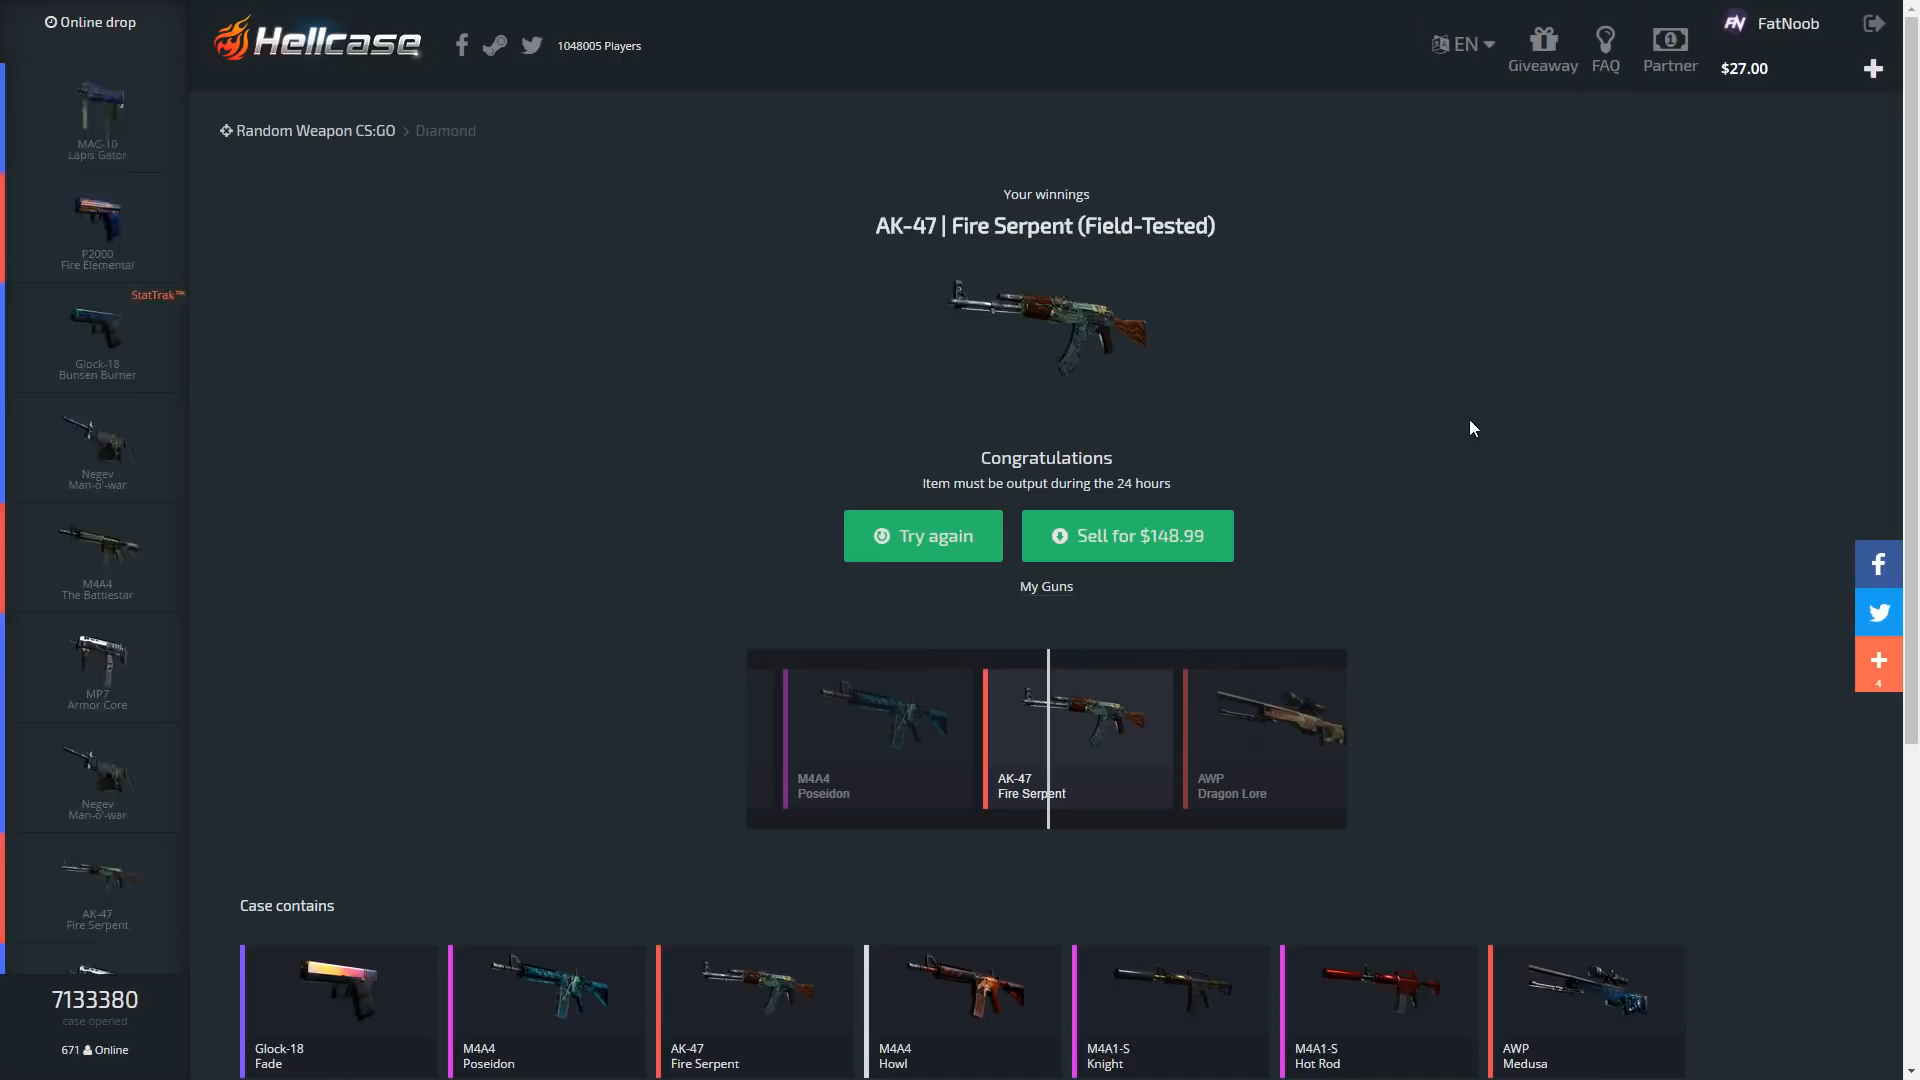 Online drop
MAC-10
Lapis Gator
P2000
Fire Elemental
StatTrak™
Glock-18
Bunsen Burner
Negev
Man-o'-war
M4A4
The Battlestar
MP7
Armor Core
Negev
Man-o'-war
AK-47
Fire Serpent
7133380
case opened
671 Online
Hellcase
1048005 Players
EN
Giveaway
FAQ
Partner
FN FatNoob
$27.00
Random Weapon CS:GO > Diamond
Your winnings
AK-47 | Fire Serpent (Field-Tested)
Congratulations
Item must be output during the 24 hours
Try again
Sell for $148.99
My Guns
M4A4
Poseidon
AK-47
Fire Serpent
AWP
Dragon Lore
4
Case contains
Glock-18
Fade
M4A4
Poseidon
AK-47
Fire Serpent
M4A4
Howl
M4A1-S
Knight
M4A1-S
Hot Rod
AWP
Medusa